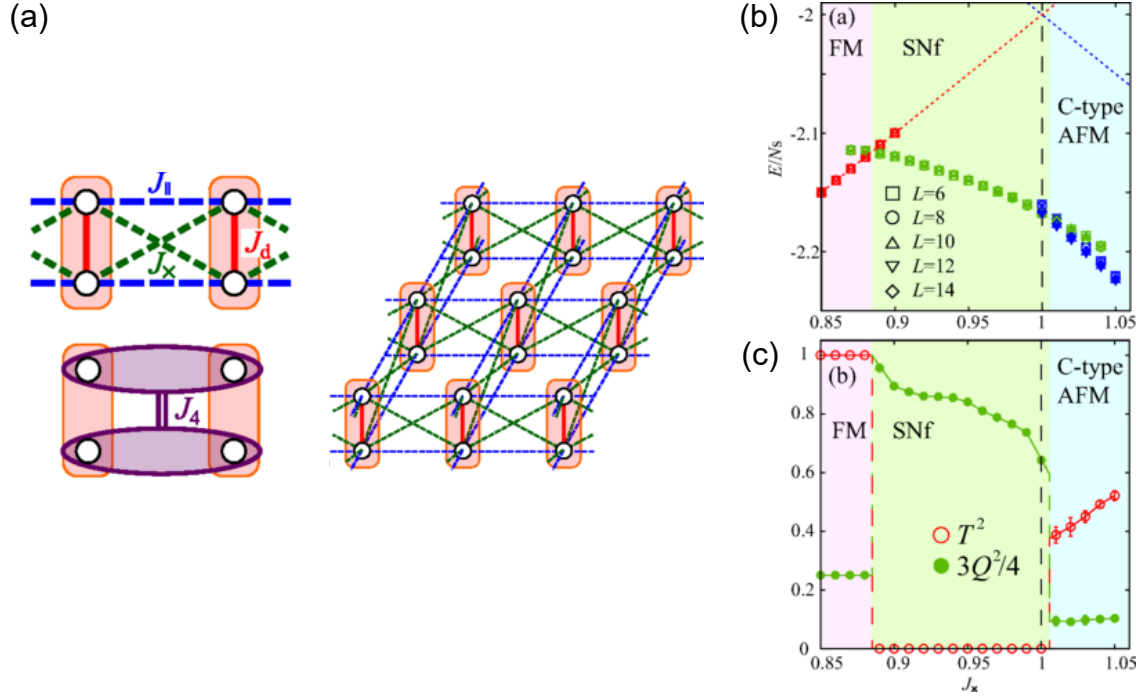 (a)
J∥
Jd
J×
J4
(b)
(a)
FM
SNf
C-type
AFM
E/Ns
-2
-2.1
-2.2
L=6
L=8
L=10
L=12
L=14
0.85
0.9
0.95
1
1.05
(c)
(b)
FM
SNf
C-type
AFM
1
0.8
0.6
0.4
0.2
0
T²
3Q²/4
0.85
0.9
0.95
1
1.05
J×